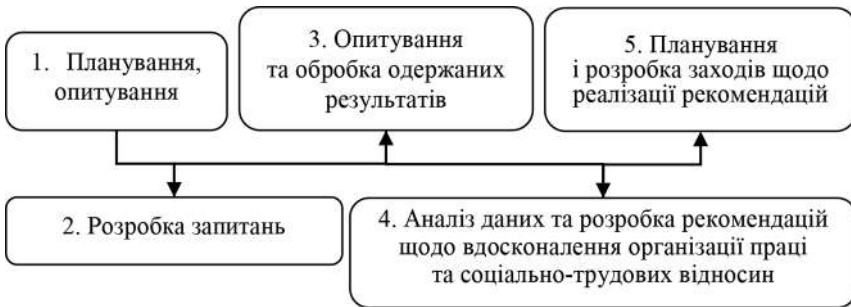 1. Планування,
опитування
3. Опитування
та обробка одержаних
результатів
5. Планування
і розробка заходів щодо
реалізації рекомендацій
2. Розробка запитань
4. Аналіз даних та розробка рекомендацій
щодо вдосконалення організації праці
та соціально-трудових відносин